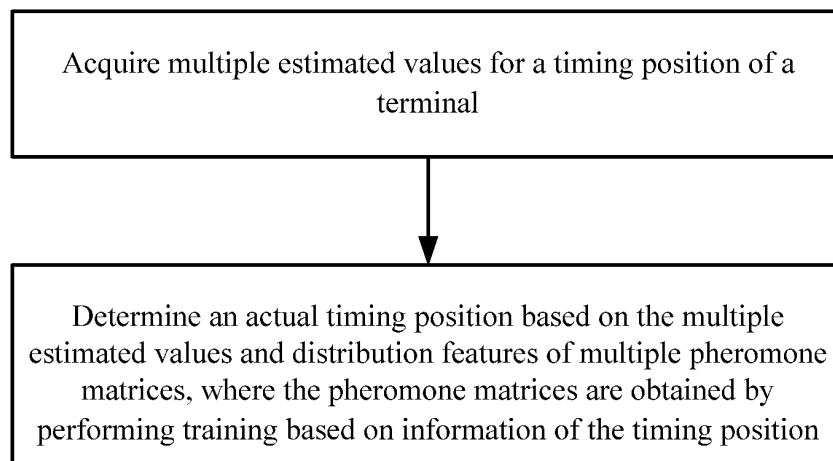 Acquire multiple estimated values for a timing position of a
terminal
Determine an actual timing position based on the multiple
estimated values and distribution features of multiple pheromone
matrices, where the pheromone matrices are obtained by
performing training based on information of the timing position